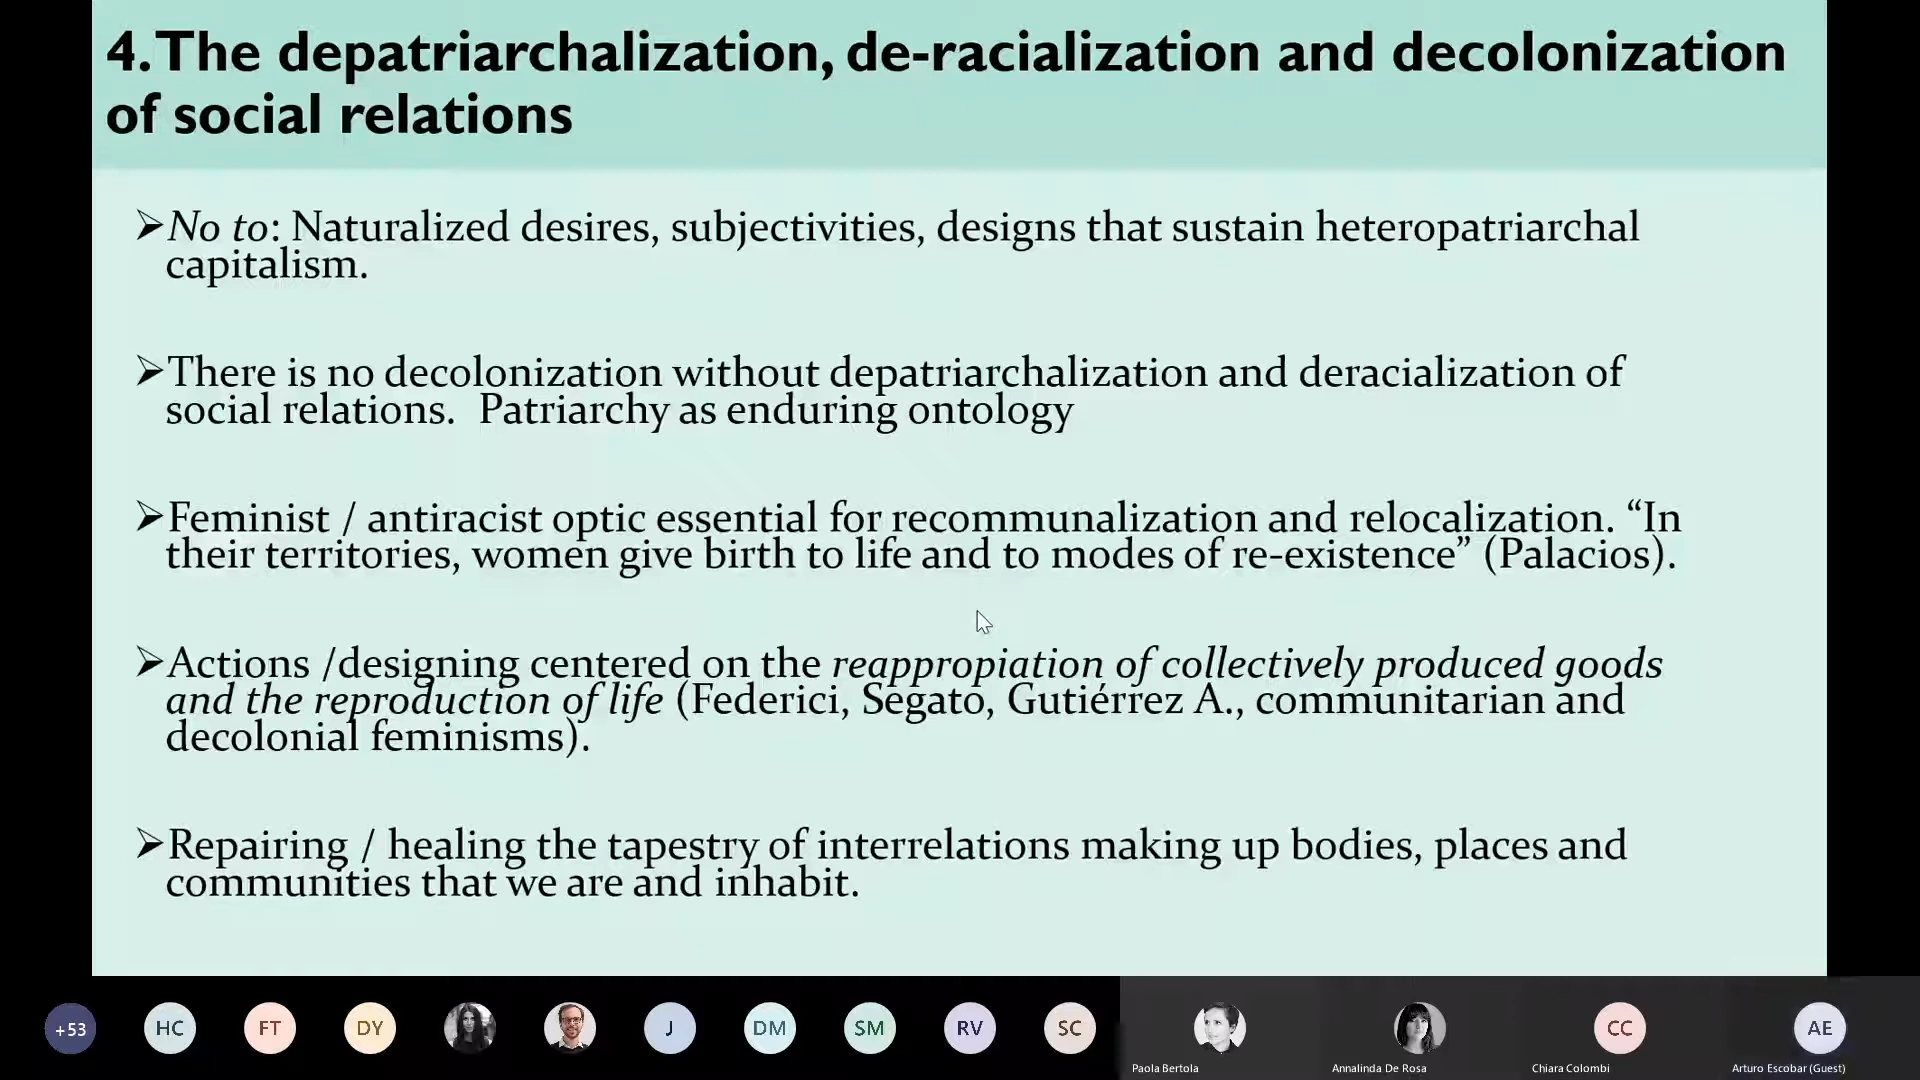 4. The depatriarchalization, de-racialization and decolonization
of social relations
➢No to: Naturalized desires, subjectivities, designs that sustain heteropatriarchal
capitalism.
➢There is no decolonization without depatriarchalization and deracialization of
social relations.  Patriarchy as enduring ontology
➢Feminist / antiracist optic essential for recommunalization and relocalization. “In
their territories, women give birth to life and to modes of re-existence” (Palacios).
➢Actions /designing centered on the reappropiation of collectively produced goods
and the reproduction of life (Federici, Segato, Gutiérrez A., communitarian and
decolonial feminisms).
➢Repairing / healing the tapestry of interrelations making up bodies, places and
communities that we are and inhabit.
+53 HC FT DY J DM SM RV SC CC AE
Paola Bertola Annalinda De Rosa Chiara Colombi Arturo Escobar (Guest)